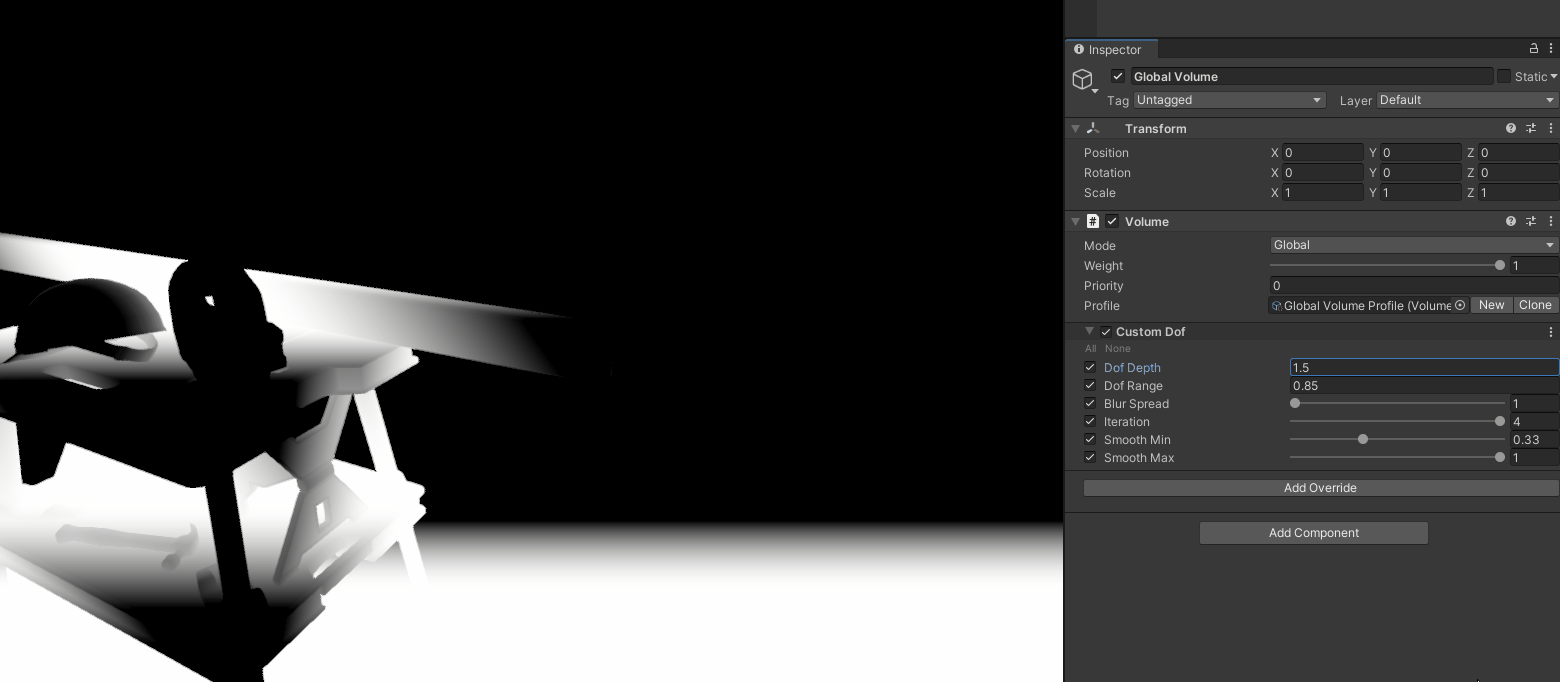 Inspector
Global Volume Static
Tag Untagged Layer Default
Transform
Position X 0 Y 0 Z 0
Rotation X 0 Y 0 Z 0
Scale X 1 Y 1 Z 1
# Volume
Mode Global
Weight 1
Priority 0
Profile Global Volume Profile (Volume New Clone
Custom Dof
All None
Dof Depth 1.5
Dof Range 0.85
Blur Spread 1
Iteration 4
Smooth Min 0.33
Smooth Max 1
Add Override
Add Component